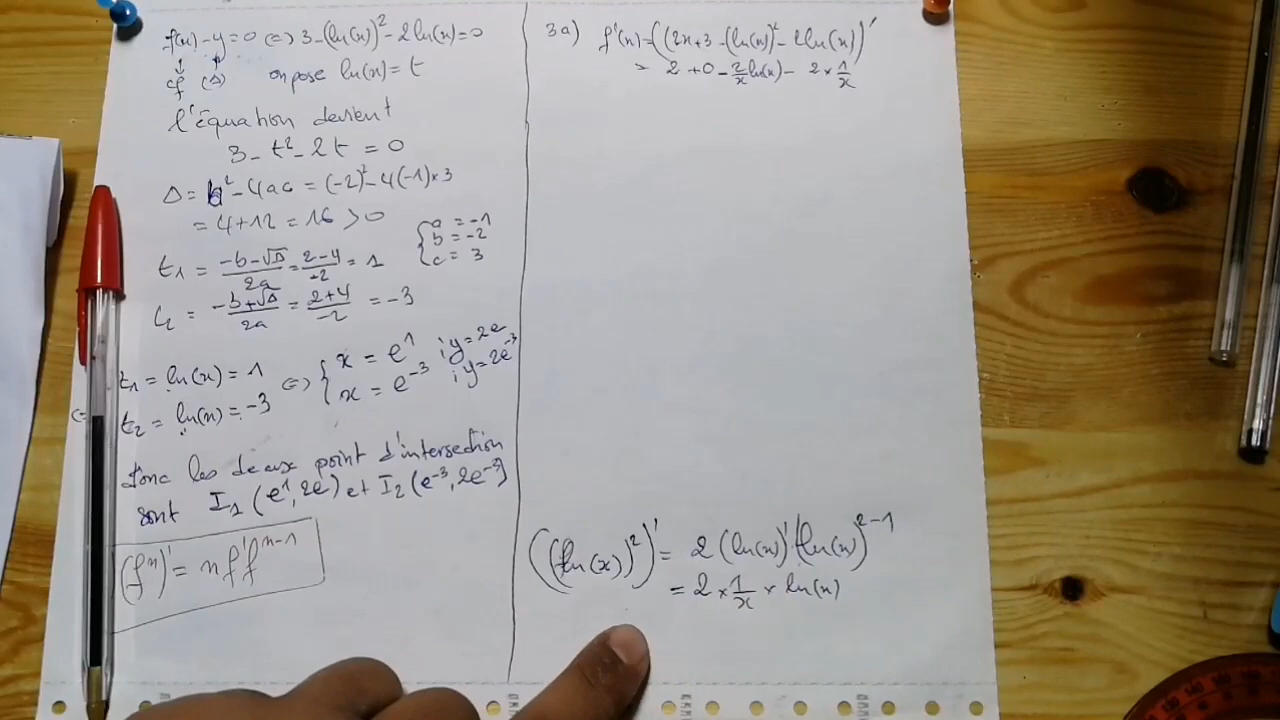 f(x) - y = 0 (=) 3 - (ln(x))² - 2ln(x) = 0
↓ ↓
Cf (Δ) on pose ln(x) = t
l'Équation devient
3 - t² - 2t = 0
Δ = b² - 4ac = (-2)² - 4(-1)×3
= 4+12 = 16 > 0
{a = -1
b = -2
c = 3
t1 = (-b-√Δ)/2a = (2-4)/-2 = 1
t2 = (-b+√Δ)/2a = (2+4)/-2 = -3
t1 = ln(x) = 1
t2 = ln(x) = -3
(=) { x = e¹ ; y = 2e
x = e⁻³ ; y = 2e⁻³
donc les deux point d'intersection
sont I1 (e¹, 2e) et I2 (e⁻³, 2e⁻³)
(fⁿ)' = nf'fⁿ⁻¹
3a) f'(x) = ((2x+3 - (ln(x))² - 2ln(x))'
= 2 + 0 - 2/x ln(x) - 2 × 1/x
((ln(x))²)' = 2 (ln(x))' (ln(x))²⁻¹
= 2 × 1/x × ln(x)